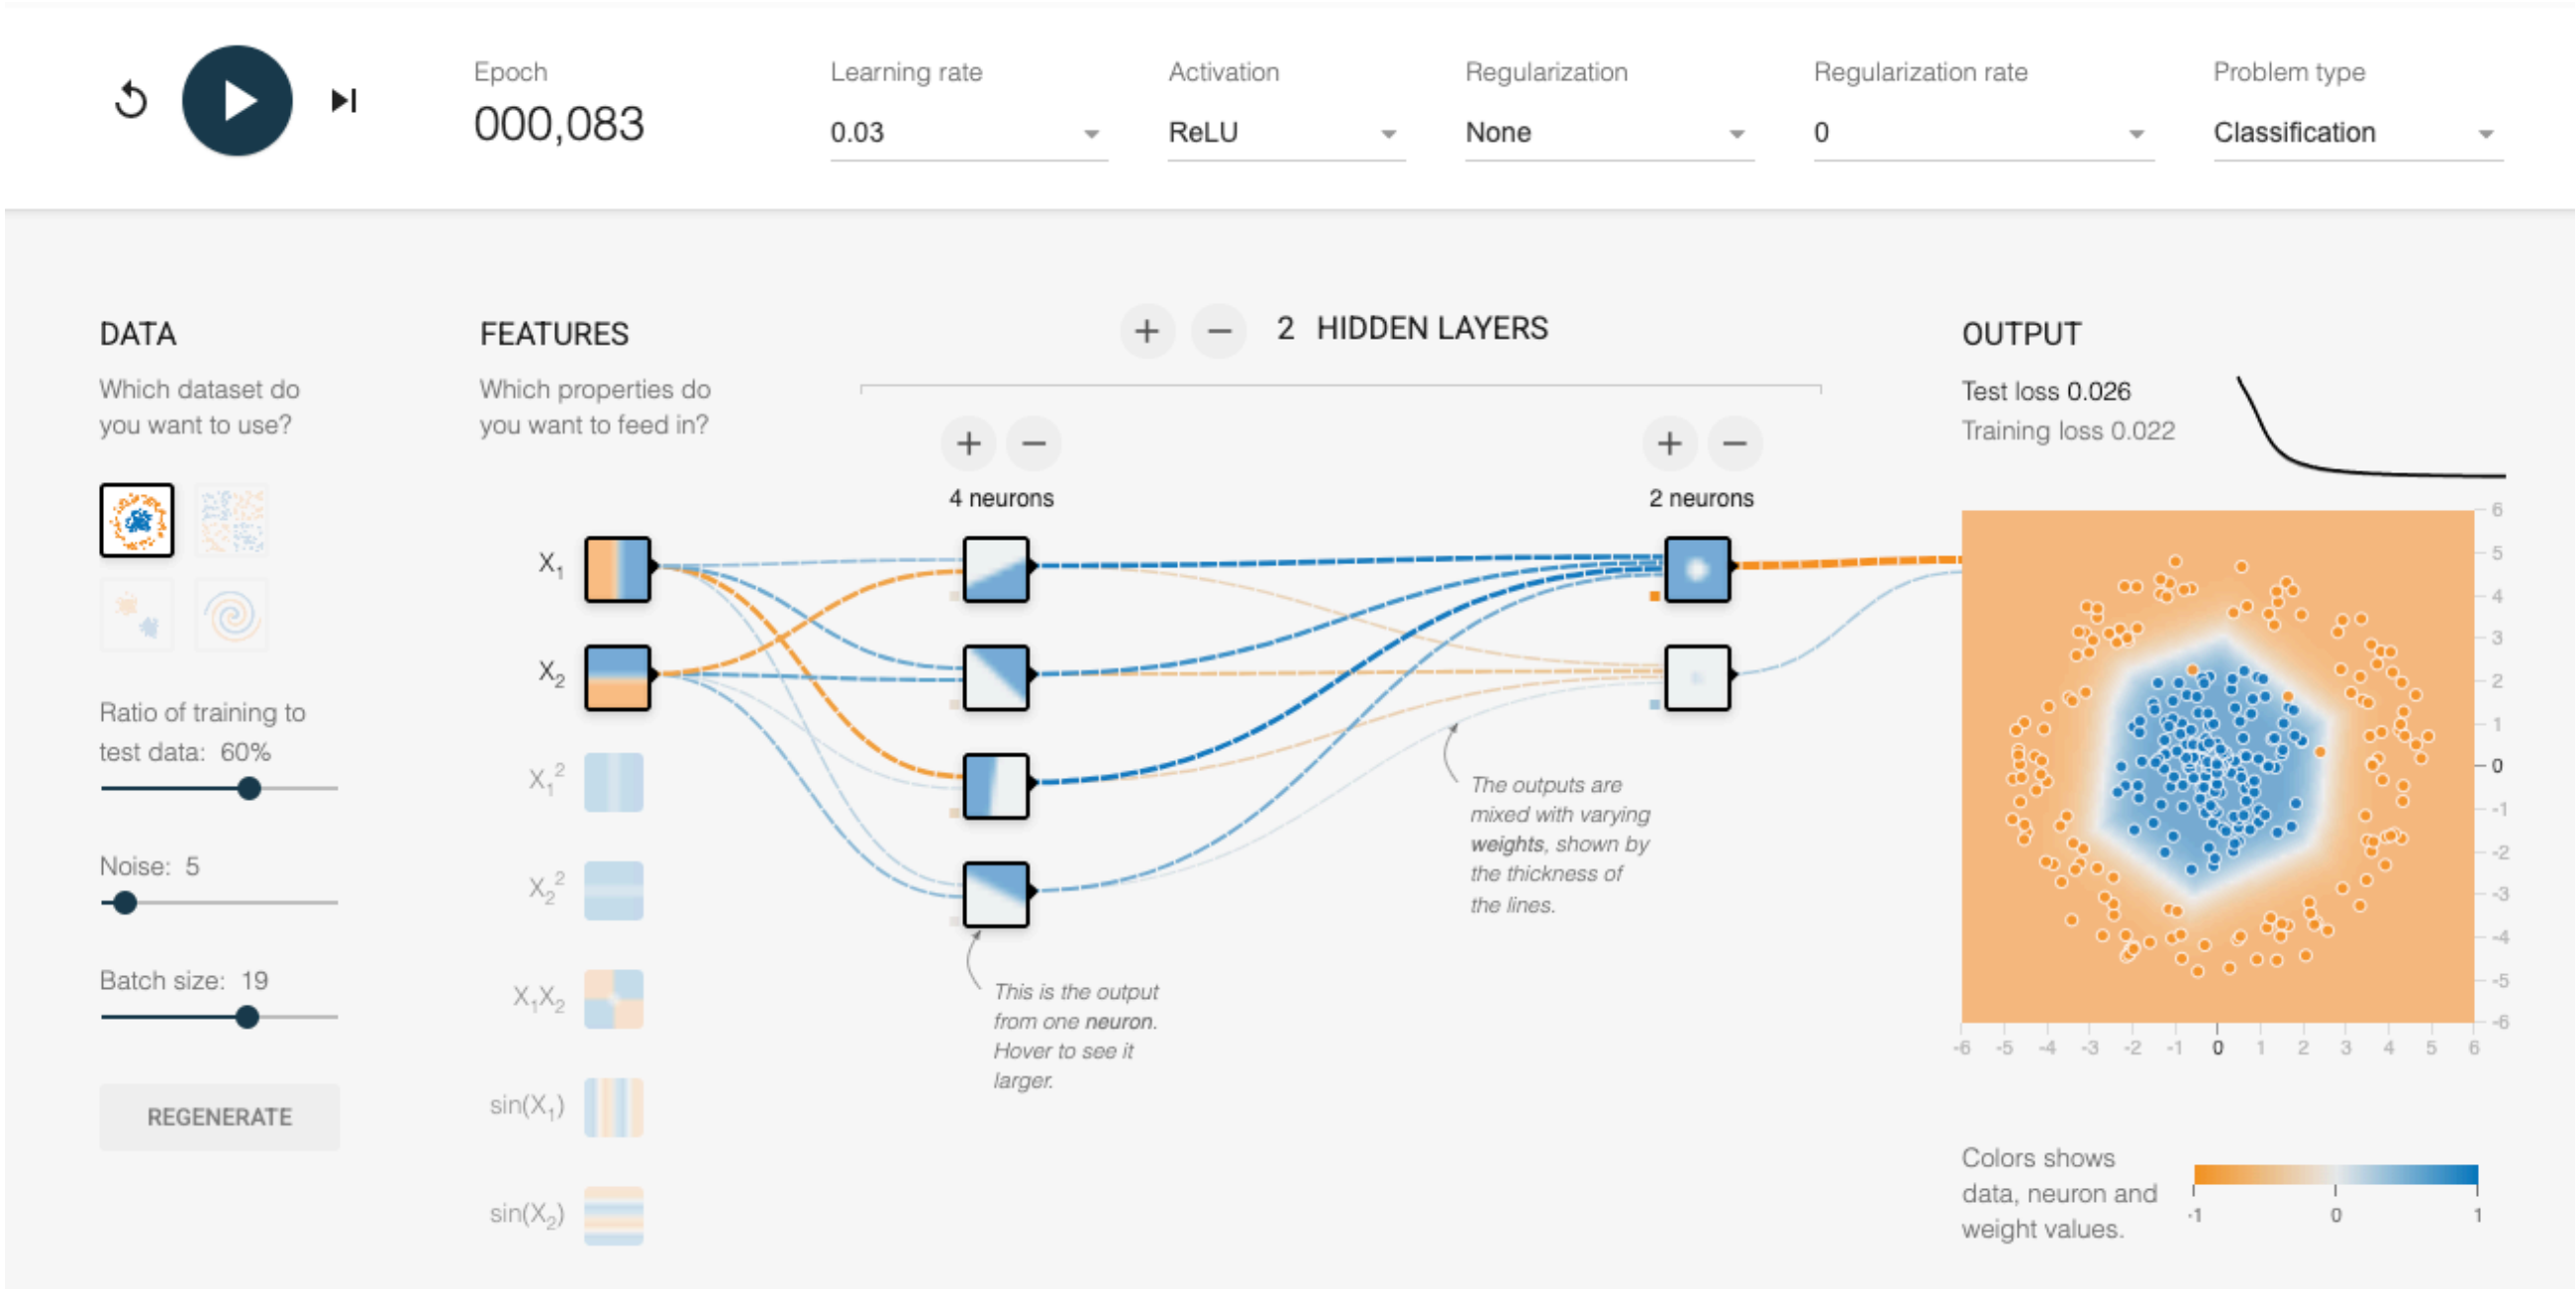 Epoch
000,083
Learning rate
0.03
Activation
ReLU
Regularization
None
Regularization rate
0
Problem type
Classification
DATA
Which dataset do
you want to use?
Ratio of training to
test data: 60%
Noise: 5
Batch size: 19
REGENERATE
FEATURES
Which properties do
you want to feed in?
X₁
X₂
X₁²
X₂²
X₁X₂
sin(X₁)
sin(X₂)
+ − 2 HIDDEN LAYERS
+ −
4 neurons
+ −
2 neurons
This is the output
from one neuron.
Hover to see it
larger.
The outputs are
mixed with varying
weights, shown by
the thickness of
the lines.
OUTPUT
Test loss 0.026
Training loss 0.022
6
5
4
3
2
1
0
-1
-2
-3
-4
-5
-6
-6 -5 -4 -3 -2 -1 0 1 2 3 4 5 6
Colors shows
data, neuron and
weight values.
-1 0 1